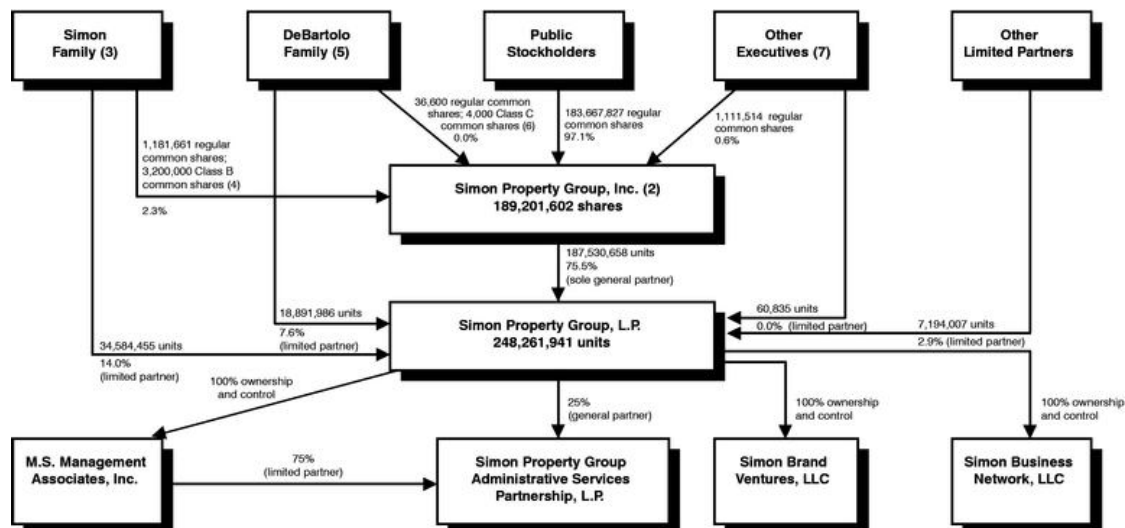 Simon
Family (3)
DeBartolo
Family (5)
Public
Stockholders
Other
Executives (7)
Other
Limited Partners
1,181,661 regular
common shares;
3,200,000 Class B
common shares (4)
2.3%
36,600 regular common
shares; 4,000 Class C
common shares (6)
0.0%
183,667,827 regular
common shares
97.1%
1,111,514 regular
common shares
0.6%
Simon Property Group, Inc. (2)
189,201,602 shares
187,530,658 units
75.5%
(sole general partner)
34,584,455 units
14.0%
(limited partner)
18,891,986 units
7.6%
(limited partner)
Simon Property Group, L.P.
248,261,941 units
60,835 units
0.0% (limited partner)
7,194,007 units
2.9% (limited partner)
100% ownership
and control
25%
(general partner)
100% ownership
and control
100% ownership
and control
M.S. Management
Associates, Inc.
75%
(limited partner)
Simon Property Group
Administrative Services
Partnership, L.P.
Simon Brand
Ventures, LLC
Simon Business
Network, LLC